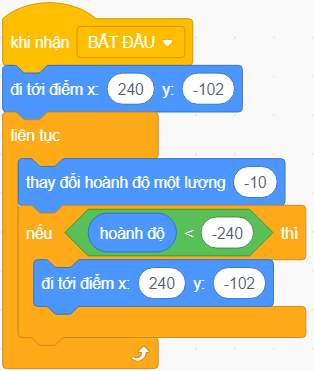 khi nhận BẮT ĐẦU
đi tới điểm x: 240 y: -102
liên tục
thay đổi hoành độ một lượng -10
nếu hoành độ < -240 thì
đi tới điểm x: 240 y: -102